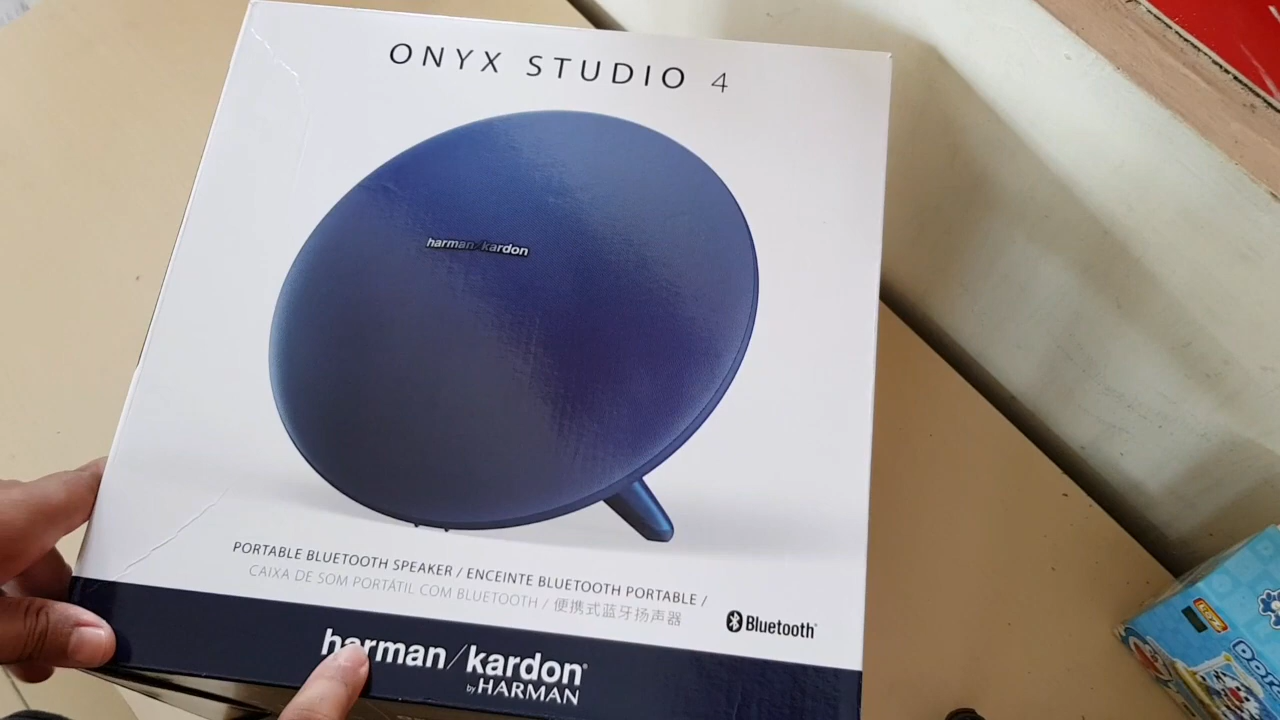 ONYX STUDIO 4
harman/kardon
PORTABLE BLUETOOTH SPEAKER / ENCEINTE BLUETOOTH PORTABLE /
CAIXA DE SOM PORTÁTIL COM BLUETOOTH / 便携式蓝牙扬声器
Bluetooth®
harman/kardon®
by HARMAN